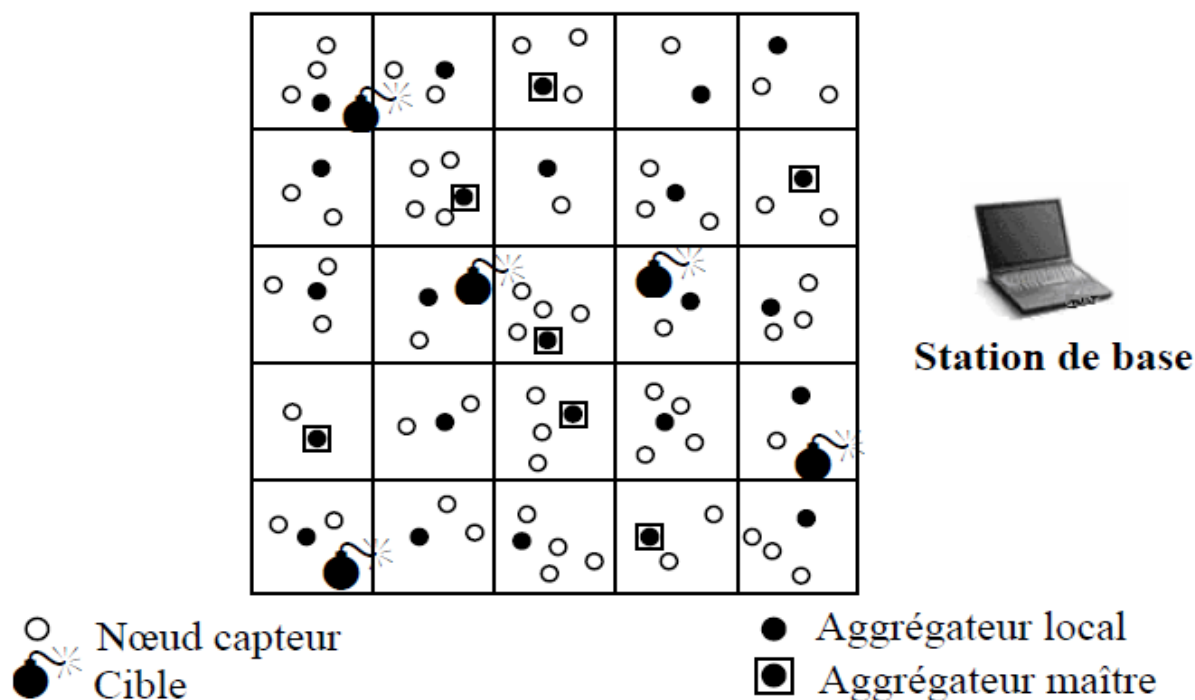 Station de base
Nœud capteur
Cible
Aggrégateur local
Aggrégateur maître